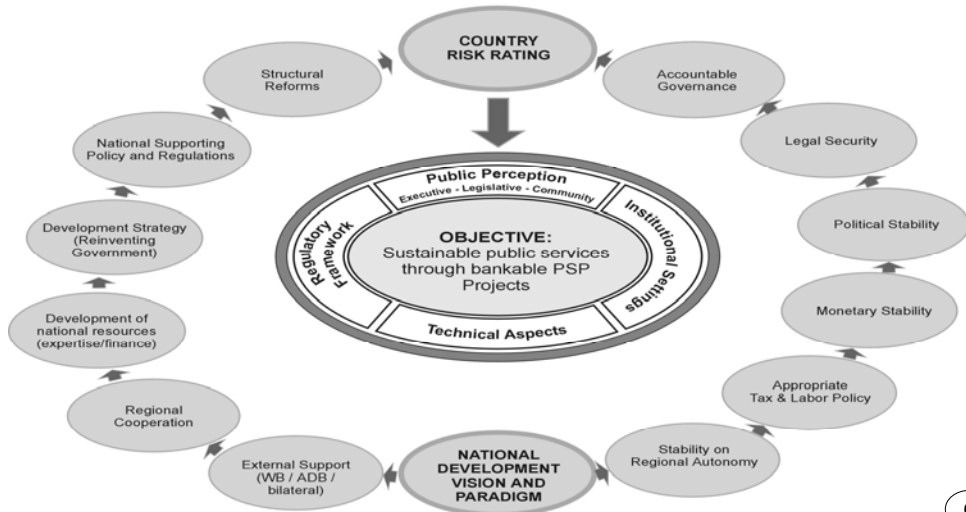 COUNTRY
RISK RATING
Structural
Reforms
Accountable
Governance
National Supporting
Policy and Regulations
Legal Security
Public Perception
Executive - Legislative - Community
Regulatory
Framework
Institutional Settings
OBJECTIVE:
Sustainable public services
through bankable PSP
Projects
Technical Aspects
Development Strategy
(Reinventing
Government)
Political Stability
Development of
national resources
(expertise/finance)
Monetary Stability
Regional
Cooperation
Appropriate
Tax & Labor Policy
External Support
(WB / ADB /
bilateral)
NATIONAL
DEVELOPMENT
VISION AND
PARADIGM
Stability on
Regional Autonomy